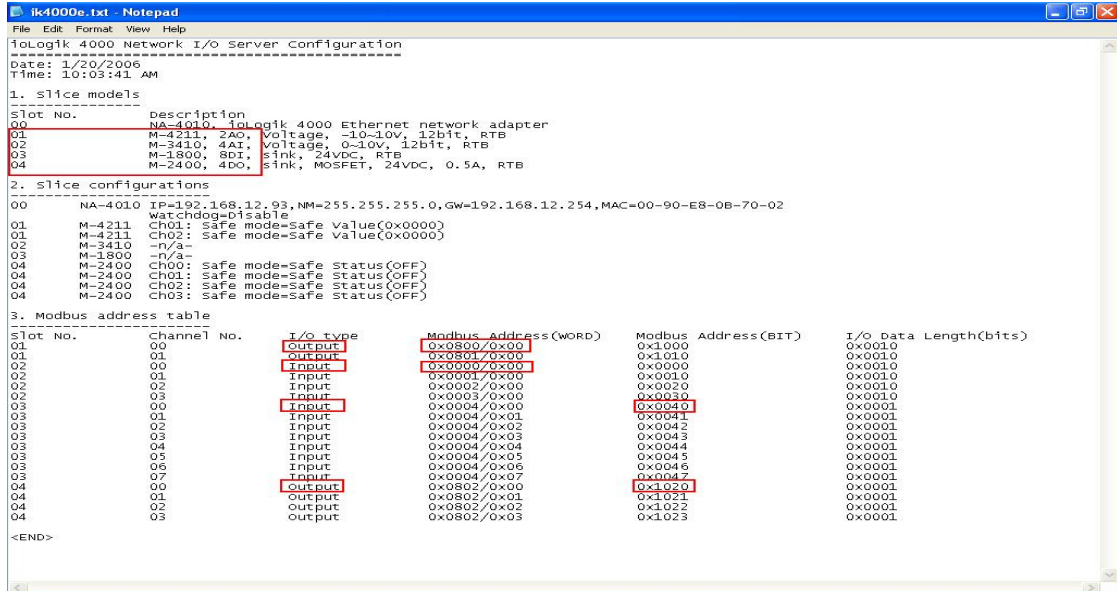 ik4000e.txt - Notepad
File Edit Format View Help
ioLogik 4000 Network I/O Server Configuration
================================================
Date: 1/20/2006
Time: 10:03:41 AM
1. Slice models
----------------
Slot No. Description
00 NA-4010, ioLogik 4000 Ethernet network adapter
01 M-4211, 2AO, Voltage, -10~10V, 12bit, RTB
02 M-3410, 4AI, Voltage, 0~10V, 12bit, RTB
03 M-1800, 8DI, sink, 24VDC, RTB
04 M-2400, 4DO, sink, MOSFET, 24VDC, 0.5A, RTB
2. Slice configurations
------------------------
00 NA-4010 IP=192.168.12.93,NM=255.255.255.0,GW=192.168.12.254,MAC=00-90-E8-0B-70-02
Watchdog=Disable
01 M-4211 Ch01: Safe mode=Safe Value(0x0000)
01 M-4211 Ch02: Safe mode=Safe Value(0x0000)
02 M-3410 -n/a-
03 M-1800 -n/a-
04 M-2400 Ch00: Safe mode=Safe Status(OFF)
04 M-2400 Ch01: Safe mode=Safe Status(OFF)
04 M-2400 Ch02: Safe mode=Safe Status(OFF)
04 M-2400 Ch03: Safe mode=Safe Status(OFF)
3. Modbus address table
------------------------
Slot No. Channel No. I/O type Modbus Address(WORD) Modbus Address(BIT) I/O Data Length(bits)
01 00 Output 0x0800/0x00 0x1000 0x0010
01 01 Output 0x0801/0x00 0x1010 0x0010
02 00 Input 0x0000/0x00 0x0000 0x0010
02 01 Input 0x0001/0x00 0x0010 0x0010
02 02 Input 0x0002/0x00 0x0020 0x0010
02 03 Input 0x0003/0x00 0x0030 0x0010
03 00 Input 0x0004/0x00 0x0040 0x0001
03 01 Input 0x0004/0x01 0x0041 0x0001
03 02 Input 0x0004/0x02 0x0042 0x0001
03 03 Input 0x0004/0x03 0x0043 0x0001
03 04 Input 0x0004/0x04 0x0044 0x0001
03 05 Input 0x0004/0x05 0x0045 0x0001
03 06 Input 0x0004/0x06 0x0046 0x0001
03 07 Input 0x0004/0x07 0x0047 0x0001
04 00 Output 0x0802/0x00 0x1020 0x0001
04 01 Output 0x0802/0x01 0x1021 0x0001
04 02 Output 0x0802/0x02 0x1022 0x0001
04 03 Output 0x0802/0x03 0x1023 0x0001
<END>